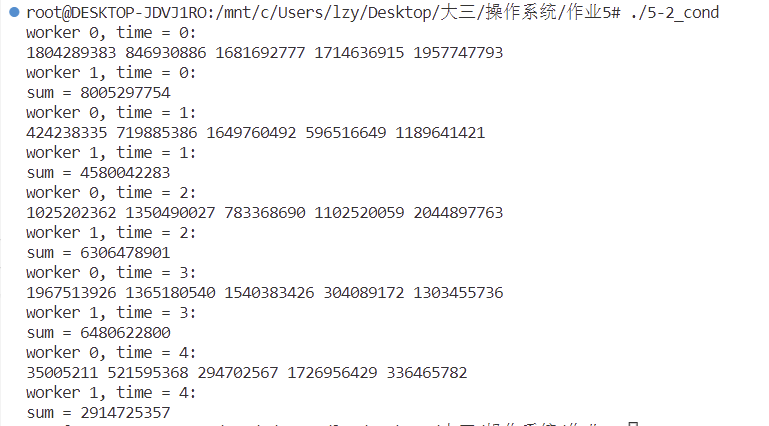 root@DESKTOP-JDVJ1RO:/mnt/c/Users/lzy/Desktop/大三/操作系统/作业5# ./5-2_cond
worker 0, time = 0:
1804289383 846930886 1681692777 1714636915 1957747793
worker 1, time = 0:
sum = 8005297754
worker 0, time = 1:
424238335 719885386 1649760492 596516649 1189641421
worker 1, time = 1:
sum = 4580042283
worker 0, time = 2:
1025202362 1350490027 783368690 1102520059 2044897763
worker 1, time = 2:
sum = 6306478901
worker 0, time = 3:
1967513926 1365180540 1540383426 304089172 1303455736
worker 1, time = 3:
sum = 6480622800
worker 0, time = 4:
35005211 521595368 294702567 1726956429 336465782
worker 1, time = 4:
sum = 2914725357